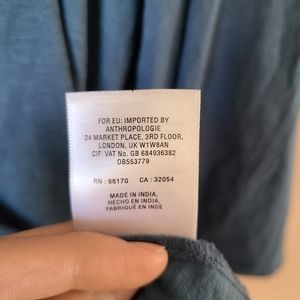 FOR EU: IMPORTED BY
ANTHROPOLOGIE
24 MARKET PLACE, 3RD FLOOR,
LONDON, UK W1W8AN
CIF: VAT No. GB 684936382
OB553779
RN : 66170 CA : 32054
MADE IN INDIA,
HECHO EN INDIA,
FABRIQUÉ EN INDE